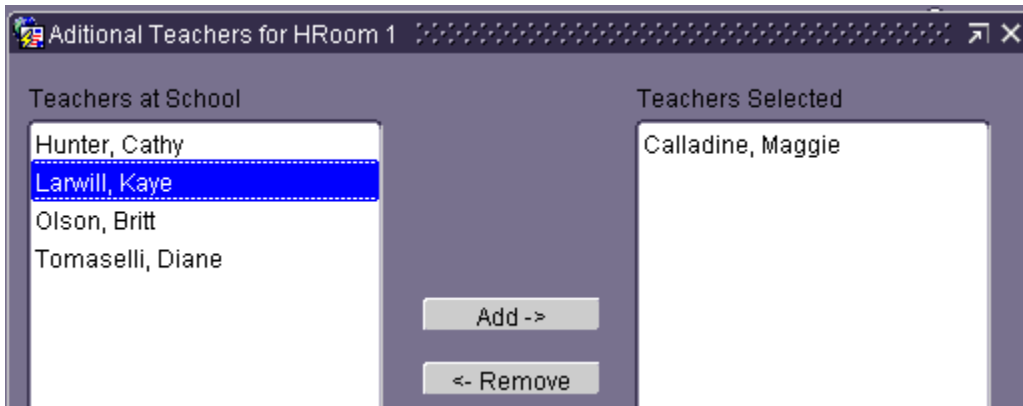 Aditional Teachers for HRoom 1
Teachers at School
Hunter, Cathy
Larwill, Kaye
Olson, Britt
Tomaselli, Diane
Add ->
<- Remove
Teachers Selected
Calladine, Maggie